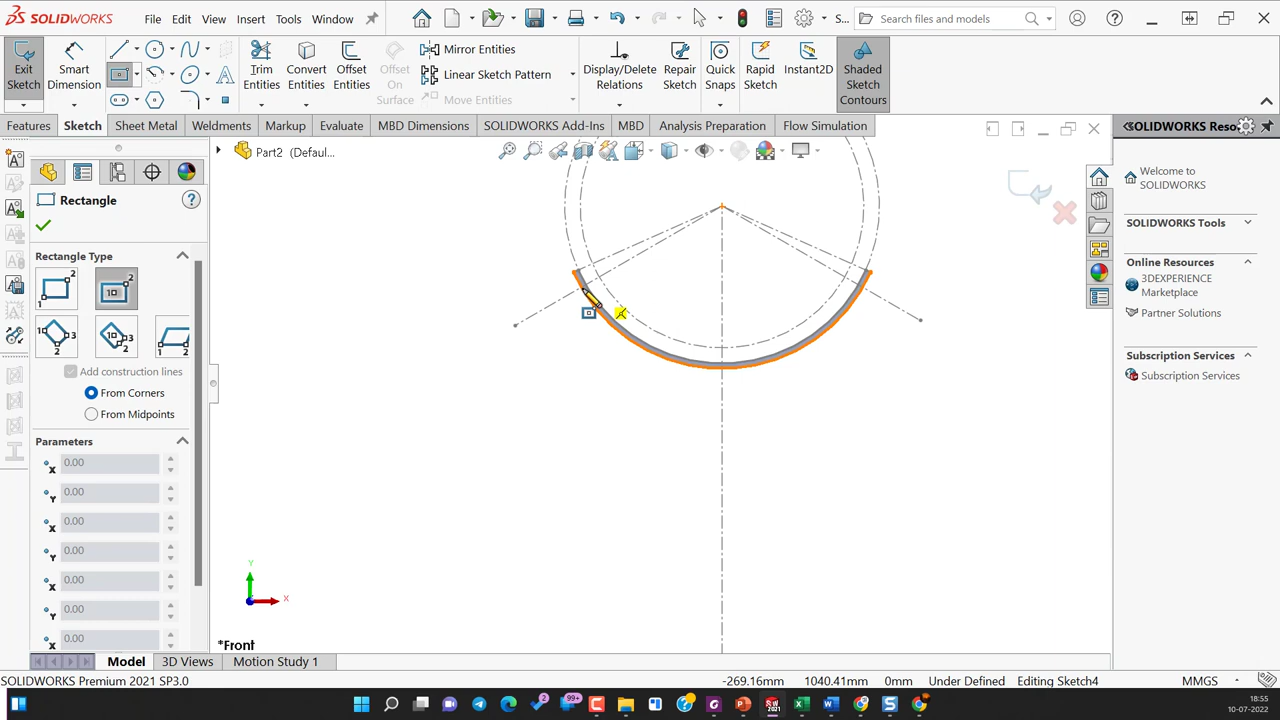 SOLIDWORKS File Edit View Insert Tools Window S... Search files and models
Exit Sketch
Smart Dimension
Trim Entities
Convert Entities
Offset Entities
Offset On Surface
Mirror Entities
Linear Sketch Pattern
Move Entities
Display/Delete Relations
Repair Sketch
Quick Snaps
Rapid Sketch
Instant2D
Shaded Sketch Contours
Features Sketch Sheet Metal Weldments Markup Evaluate MBD Dimensions SOLIDWORKS Add-Ins MBD Analysis Preparation Flow Simulation
OLIDWORKS Reso
Part2 (Defaul...
Rectangle
Rectangle Type
Add construction lines
From Corners
From Midpoints
Parameters
0.00
0.00
0.00
0.00
0.00
0.00
0.00
Welcome to
SOLIDWORKS
SOLIDWORKS Tools
Online Resources
3DEXPERIENCE
Marketplace
Partner Solutions
Subscription Services
Subscription Services
Y
X
*Front
Model 3D Views Motion Study 1
SOLIDWORKS Premium 2021 SP3.0 -269.16mm 1040.41mm 0mm Under Defined Editing Sketch4 MMGS
2
99+
18:55
10-07-2022